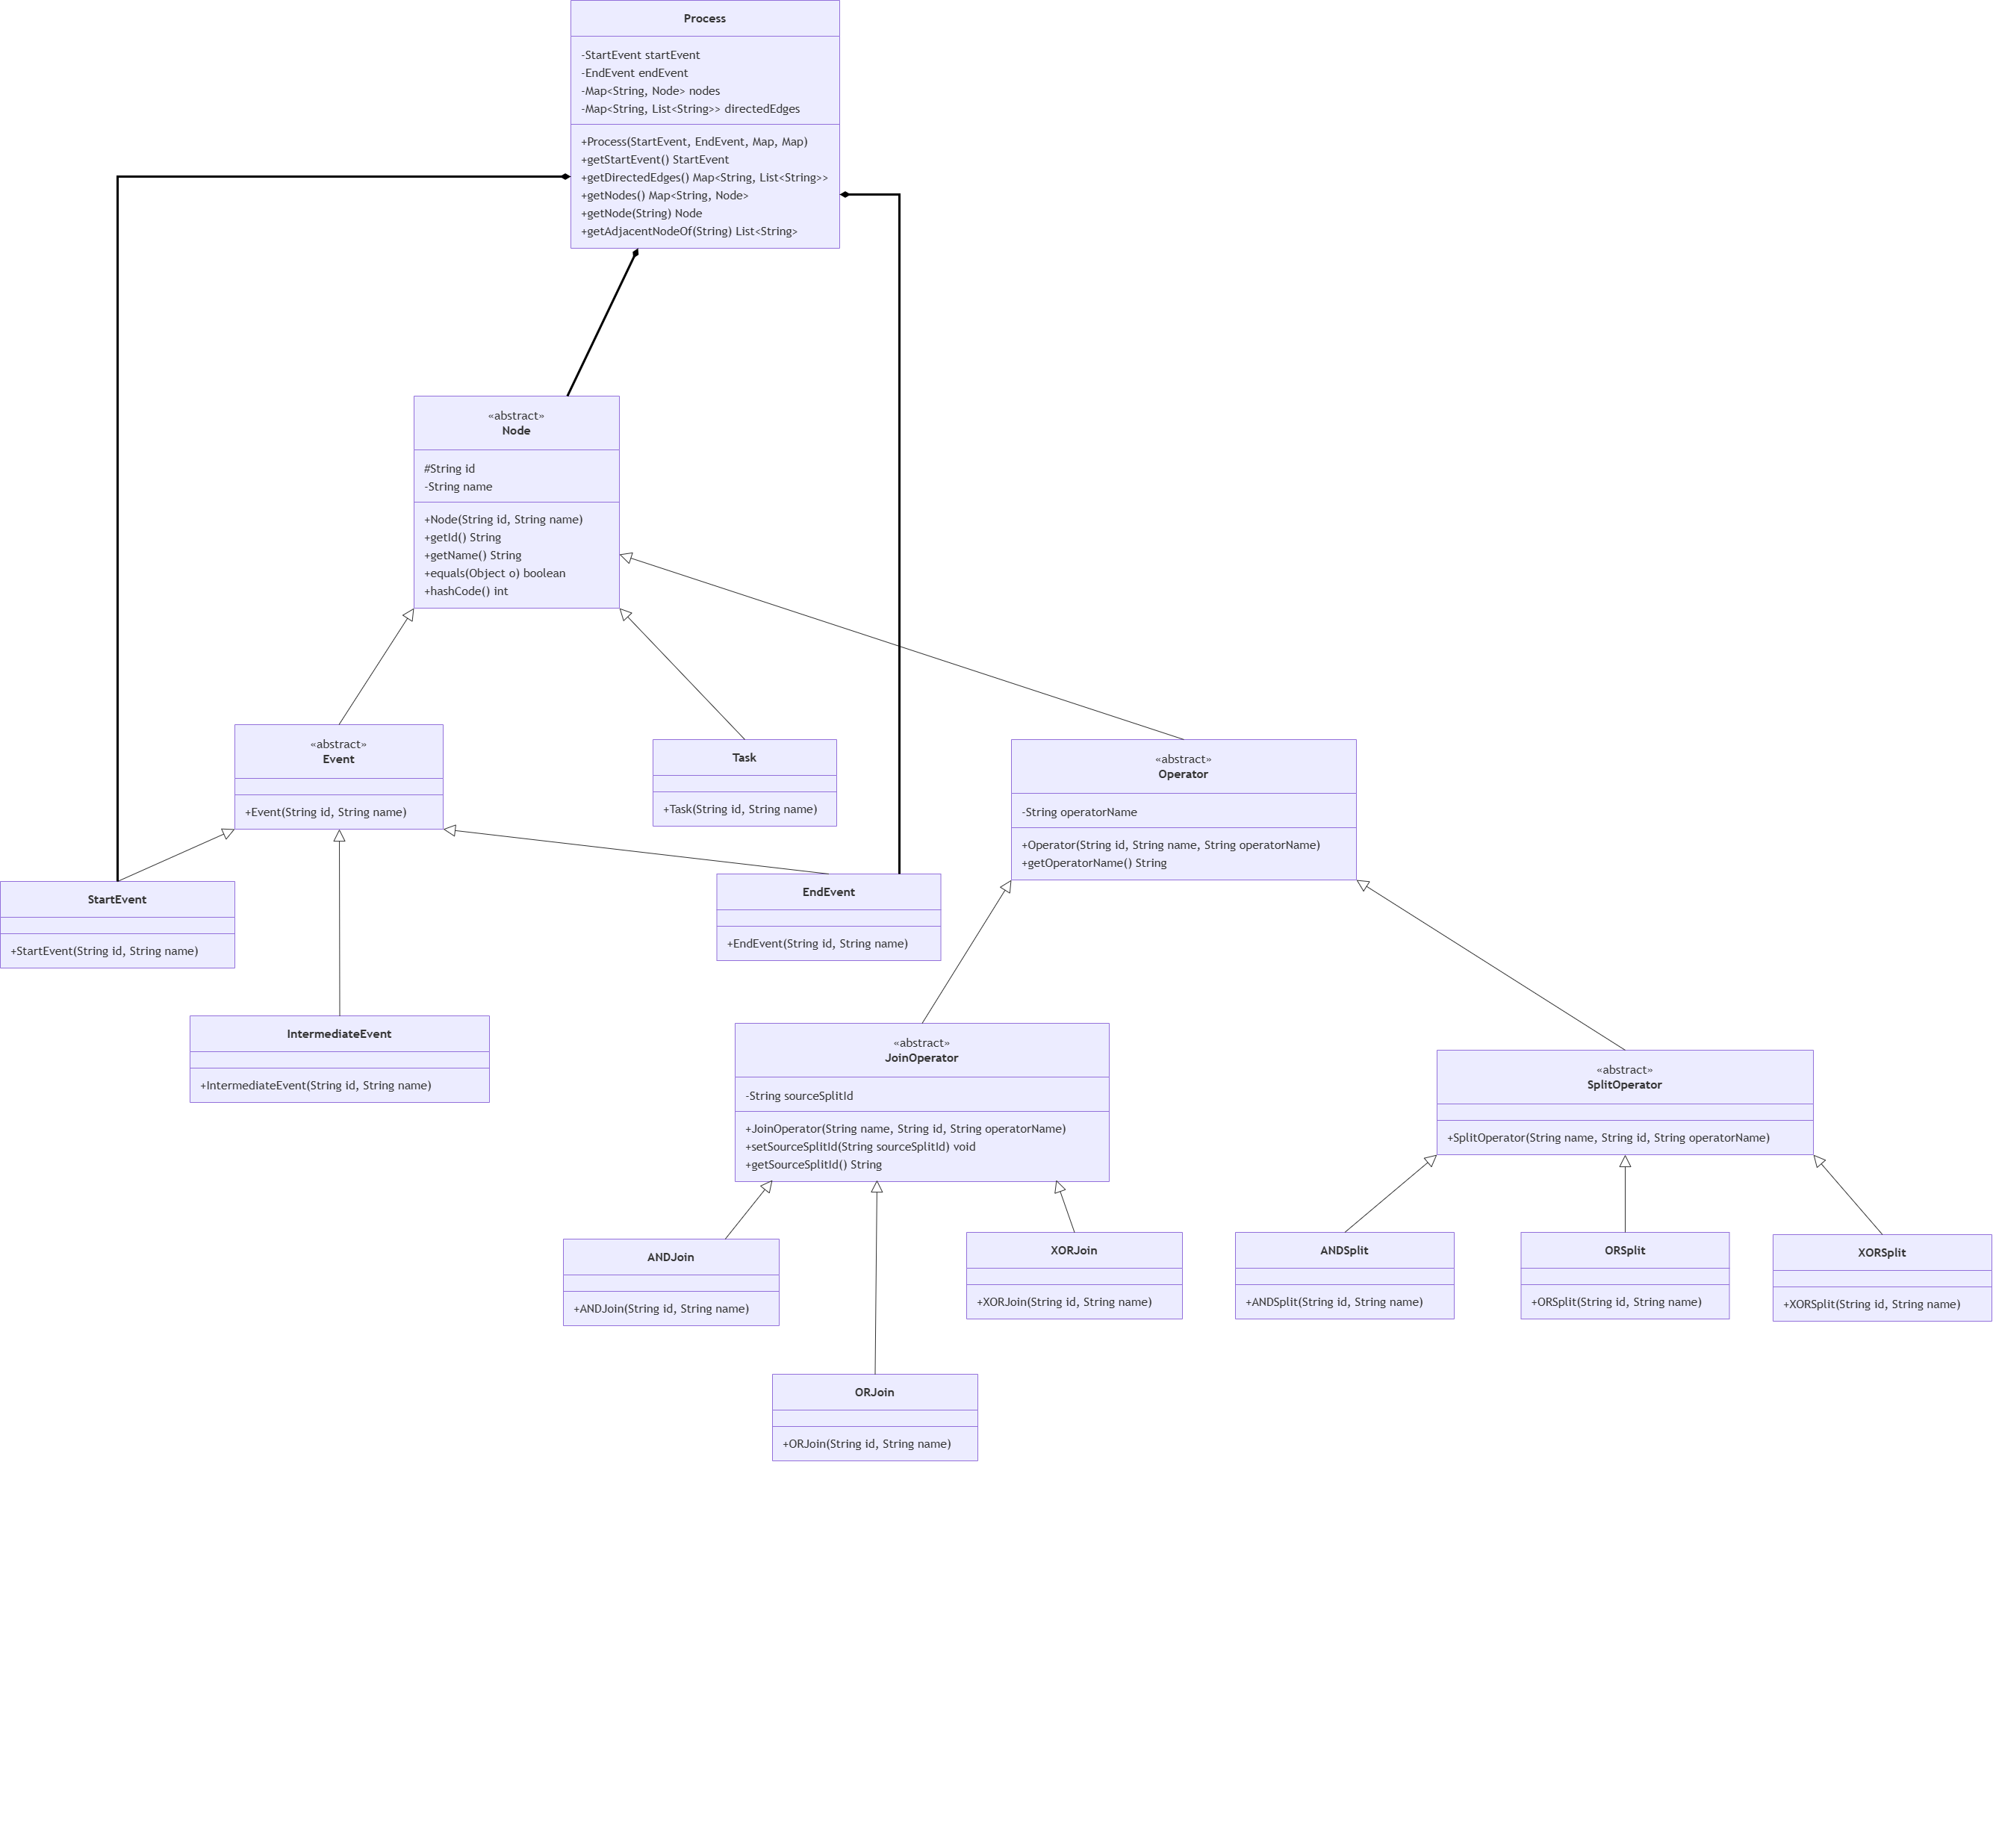 Process
-StartEvent startEvent
-EndEvent endEvent
-Map<String, Node> nodes
-Map<String, List<String>> directedEdges
+Process(StartEvent, EndEvent, Map, Map)
+getStartEvent() StartEvent
+getDirectedEdges() Map<String, List<String>>
+getNodes() Map<String, Node>
+getNode(String) Node
+getAdjacentNodeOf(String) List<String>
«abstract»
Node
#String id
-String name
+Node(String id, String name)
+getId() String
+getName() String
+equals(Object o) boolean
+hashCode() int
«abstract»
Event
+Event(String id, String name)
Task
+Task(String id, String name)
«abstract»
Operator
-String operatorName
+Operator(String id, String name, String operatorName)
+getOperatorName() String
StartEvent
+StartEvent(String id, String name)
EndEvent
+EndEvent(String id, String name)
IntermediateEvent
+IntermediateEvent(String id, String name)
«abstract»
JoinOperator
-String sourceSplitId
+JoinOperator(String name, String id, String operatorName)
+setSourceSplitId(String sourceSplitId) void
+getSourceSplitId() String
«abstract»
SplitOperator
+SplitOperator(String name, String id, String operatorName)
ANDJoin
+ANDJoin(String id, String name)
XORJoin
+XORJoin(String id, String name)
ANDSplit
+ANDSplit(String id, String name)
ORSplit
+ORSplit(String id, String name)
XORSplit
+XORSplit(String id, String name)
ORJoin
+ORJoin(String id, String name)